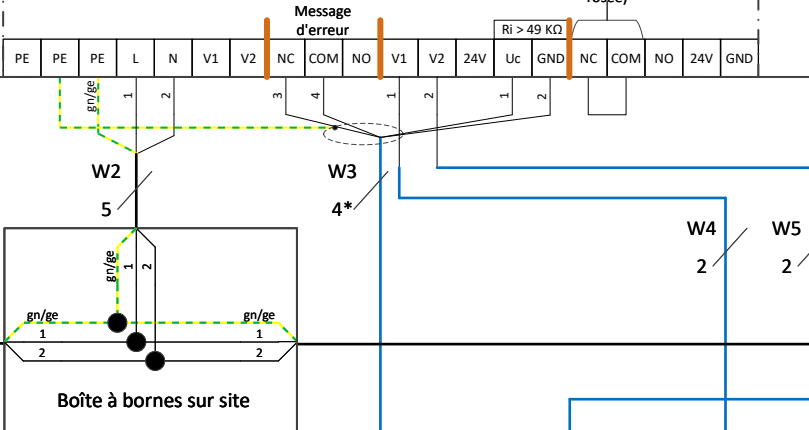 Message
d'erreur
Ri > 49 KΩ
PE PE PE L N V1 V2 NC COM NO V1 V2 24V Uc GND NC COM NO 24V GND
gn/ge 1 2 3 4 1 2 1 2
W2
5
W3
4*
W4
2
W5
2
gn/ge 1 2
gn/ge gn/ge
1 1
2 2
Boîte à bornes sur site